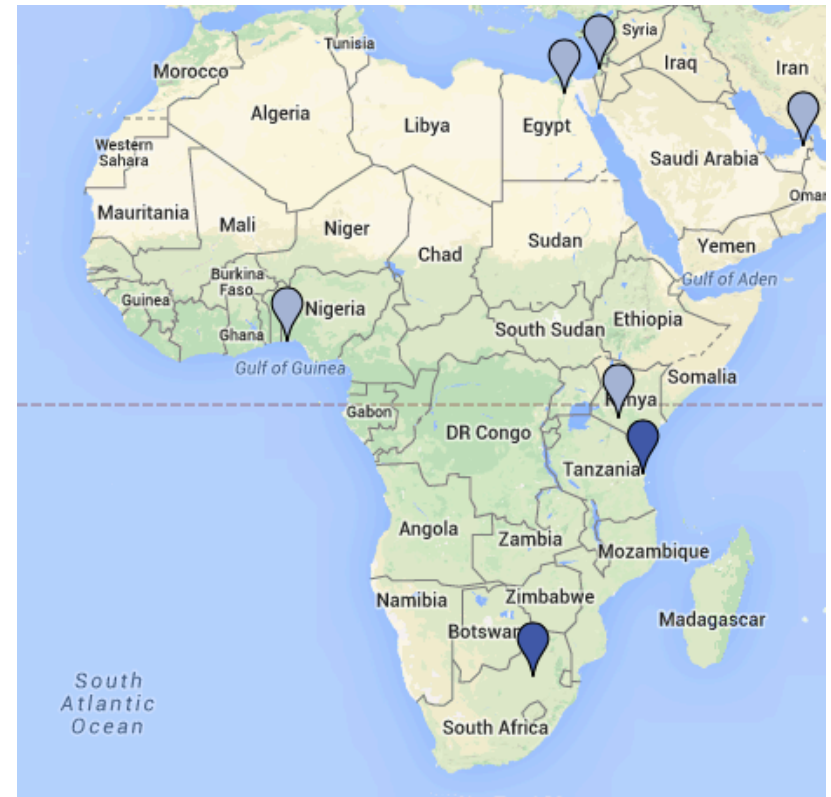 Tunisia
Syria
Morocco
Iraq
Iran
Algeria
Libya
Egypt
Western
Sahara
Saudi Arabia
Oman
Mauritania
Mali
Niger
Chad
Sudan
Yemen
Gulf of Aden
Burkina
Faso
Guinea
Nigeria
Ghana
South Sudan
Ethiopia
Gulf of Guinea
Somalia
Gabon
DR Congo
Tanzania
Angola
Zambia
Mozambique
Namibia
Zimbabwe
Madagascar
South
Atlantic
Ocean
South Africa